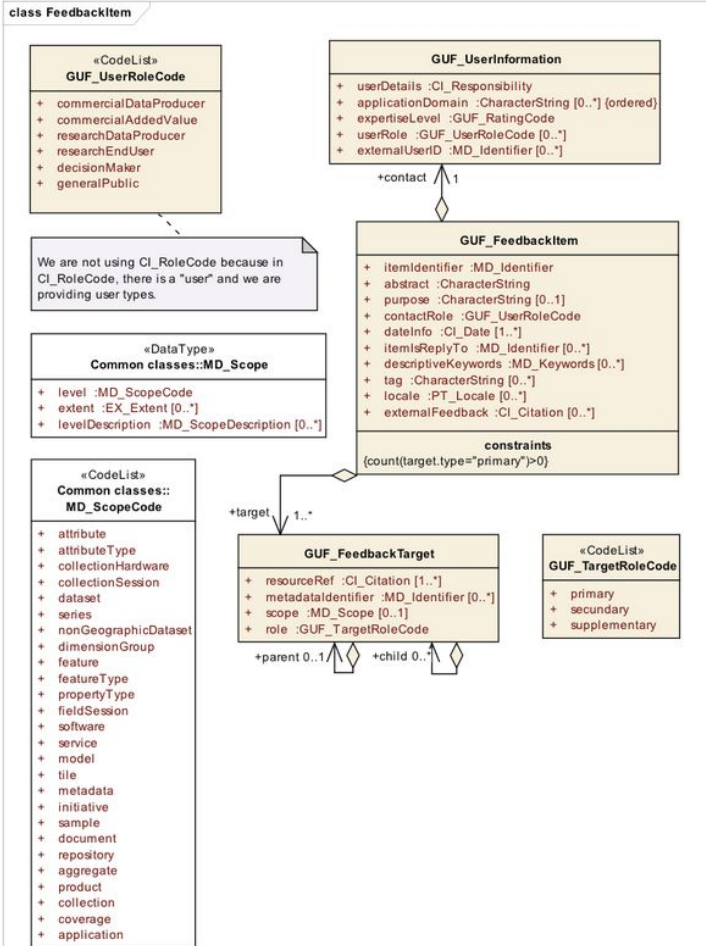 class FeedbackItem
«CodeList»
GUF_UserRoleCode
+ commercialDataProducer
+ commercialAddedValue
+ researchDataProducer
+ researchEndUser
+ decisionMaker
+ generalPublic
We are not using CI_RoleCode because in
CI_RoleCode, there is a "user" and we are
providing user types.
«DataType»
Common classes::MD_Scope
+ level :MD_ScopeCode
+ extent :EX_Extent [0..*]
+ levelDescription :MD_ScopeDescription [0..*]
«CodeList»
Common classes::
MD_ScopeCode
+ attribute
+ attributeType
+ collectionHardware
+ collectionSession
+ dataset
+ series
+ nonGeographicDataset
+ dimensionGroup
+ feature
+ featureType
+ propertyType
+ fieldSession
+ software
+ service
+ model
+ tile
+ metadata
+ initiative
+ sample
+ document
+ repository
+ aggregate
+ product
+ collection
+ coverage
+ application
GUF_UserInformation
+ userDetails :CI_Responsibility
+ applicationDomain :CharacterString [0..*] {ordered}
+ expertiseLevel :GUF_RatingCode
+ userRole :GUF_UserRoleCode [0..*]
+ externalUserID :MD_Identifier [0..*]
+contact 1
GUF_FeedbackItem
+ itemIdentifier :MD_Identifier
+ abstract :CharacterString
+ purpose :CharacterString [0..1]
+ contactRole :GUF_UserRoleCode
+ dateInfo :CI_Date [1..*]
+ itemIsReplyTo :MD_Identifier [0..*]
+ descriptiveKeywords :MD_Keywords [0..*]
+ tag :CharacterString [0..*]
+ locale :PT_Locale [0..*]
+ externalFeedback :CI_Citation [0..*]
constraints
{count(target.type="primary")>0}
+target 1..*
GUF_FeedbackTarget
+ resourceRef :CI_Citation [1..*]
+ metadataIdentifier :MD_Identifier [0..*]
+ scope :MD_Scope [0..1]
+ role :GUF_TargetRoleCode
+parent 0..1
+child 0..*
«CodeList»
GUF_TargetRoleCode
+ primary
+ secundary
+ supplementary